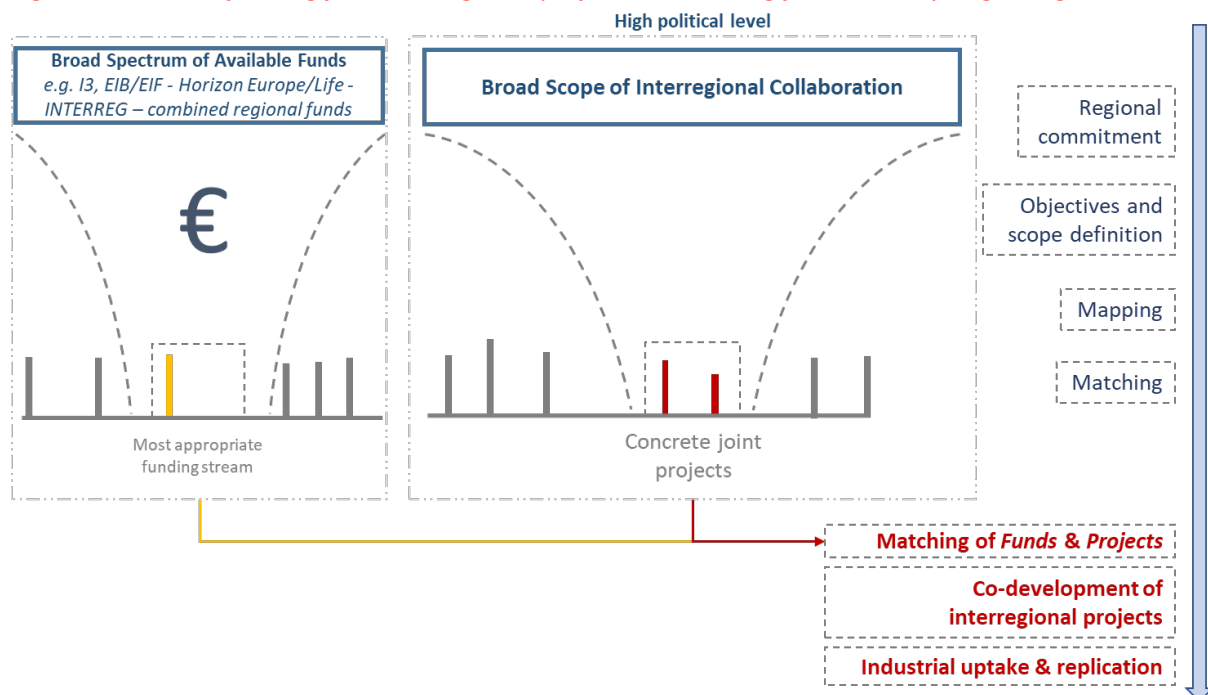 High political level
Broad Spectrum of Available Funds
e.g. I3, EIB/EIF - Horizon Europe/Life -
INTERREG – combined regional funds
Broad Scope of Interregional Collaboration
Regional
commitment
€
Objectives and
scope definition
Mapping
Matching
Most appropriate
funding stream
Concrete joint
projects
Matching of Funds & Projects
Co-development of
interregional projects
Industrial uptake & replication